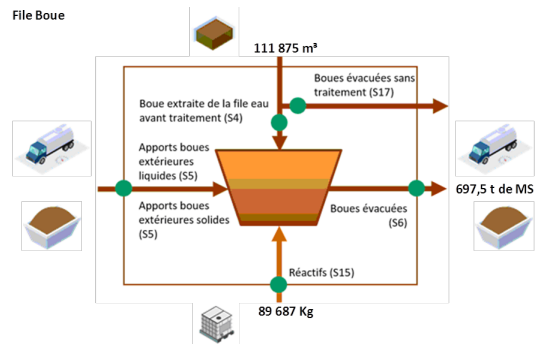 File Boue
111 875 m³
Boues évacuées sans
traitement (S17)
Boue extraite de la file eau
avant traitement (S4)
Apports boues
extérieures
liquides (S5)
Apports boues
extérieures solides
(S5)
697,5 t de MS
Boues évacuées
(S6)
Réactifs (S15)
89 687 Kg